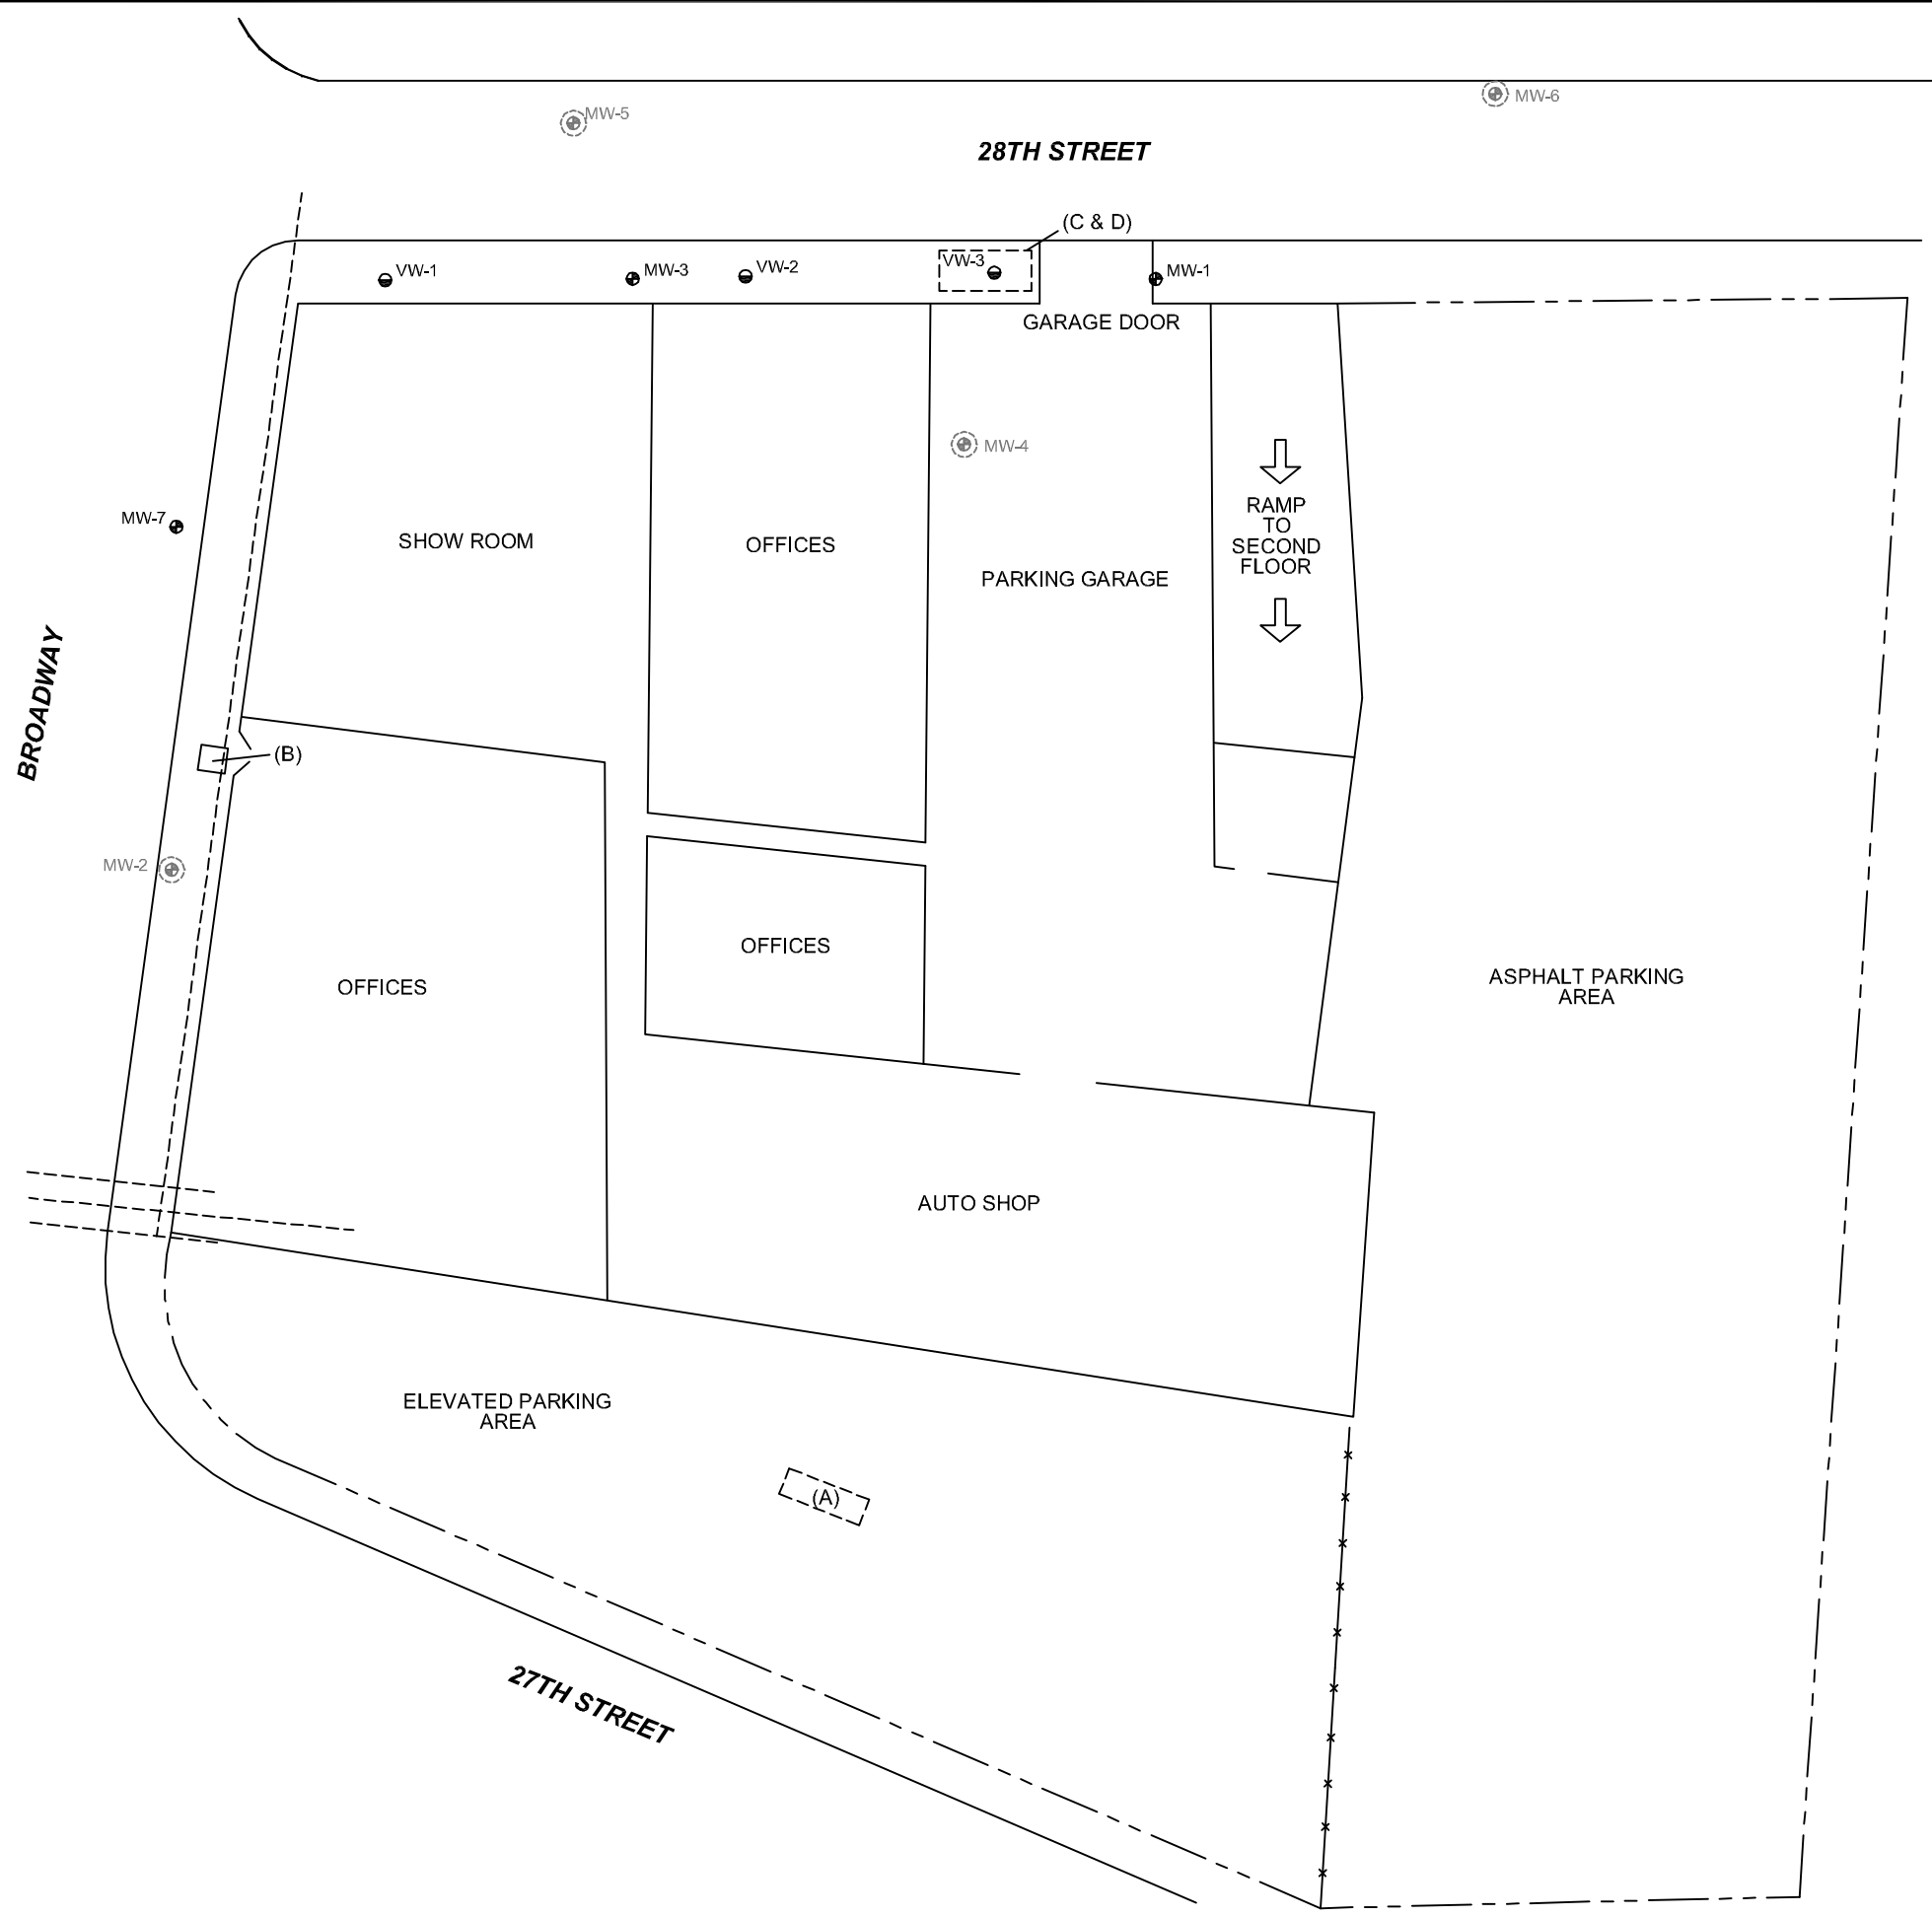 MW-5
MW-6
28TH STREET
(C & D)
VW-1
MW-3
VW-2
VW-3
MW-1
GARAGE DOOR
MW-4
MW-7
SHOW ROOM
OFFICES
PARKING GARAGE
RAMP
TO
SECOND
FLOOR
BROADWAY
(B)
MW-2
OFFICES
OFFICES
ASPHALT PARKING
AREA
AUTO SHOP
ELEVATED PARKING
AREA
(A)
27TH STREET